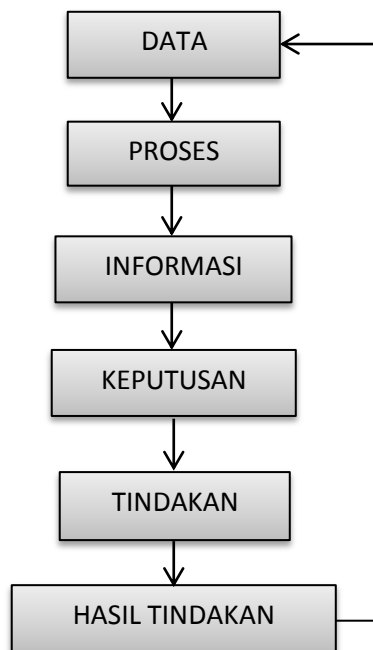 DATA
PROSES
INFORMASI
KEPUTUSAN
TINDAKAN
HASIL TINDAKAN